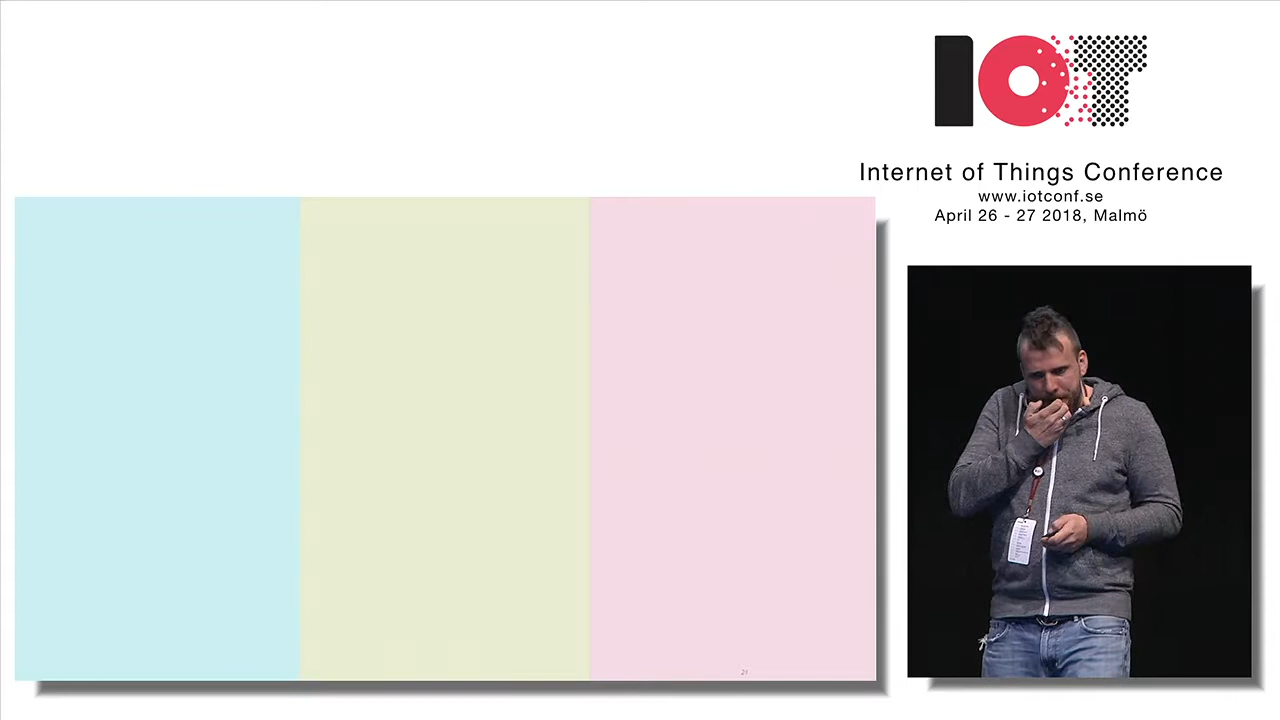 IOT
Internet of Things Conference
www.iotconf.se
April 26 - 27 2018, Malmö